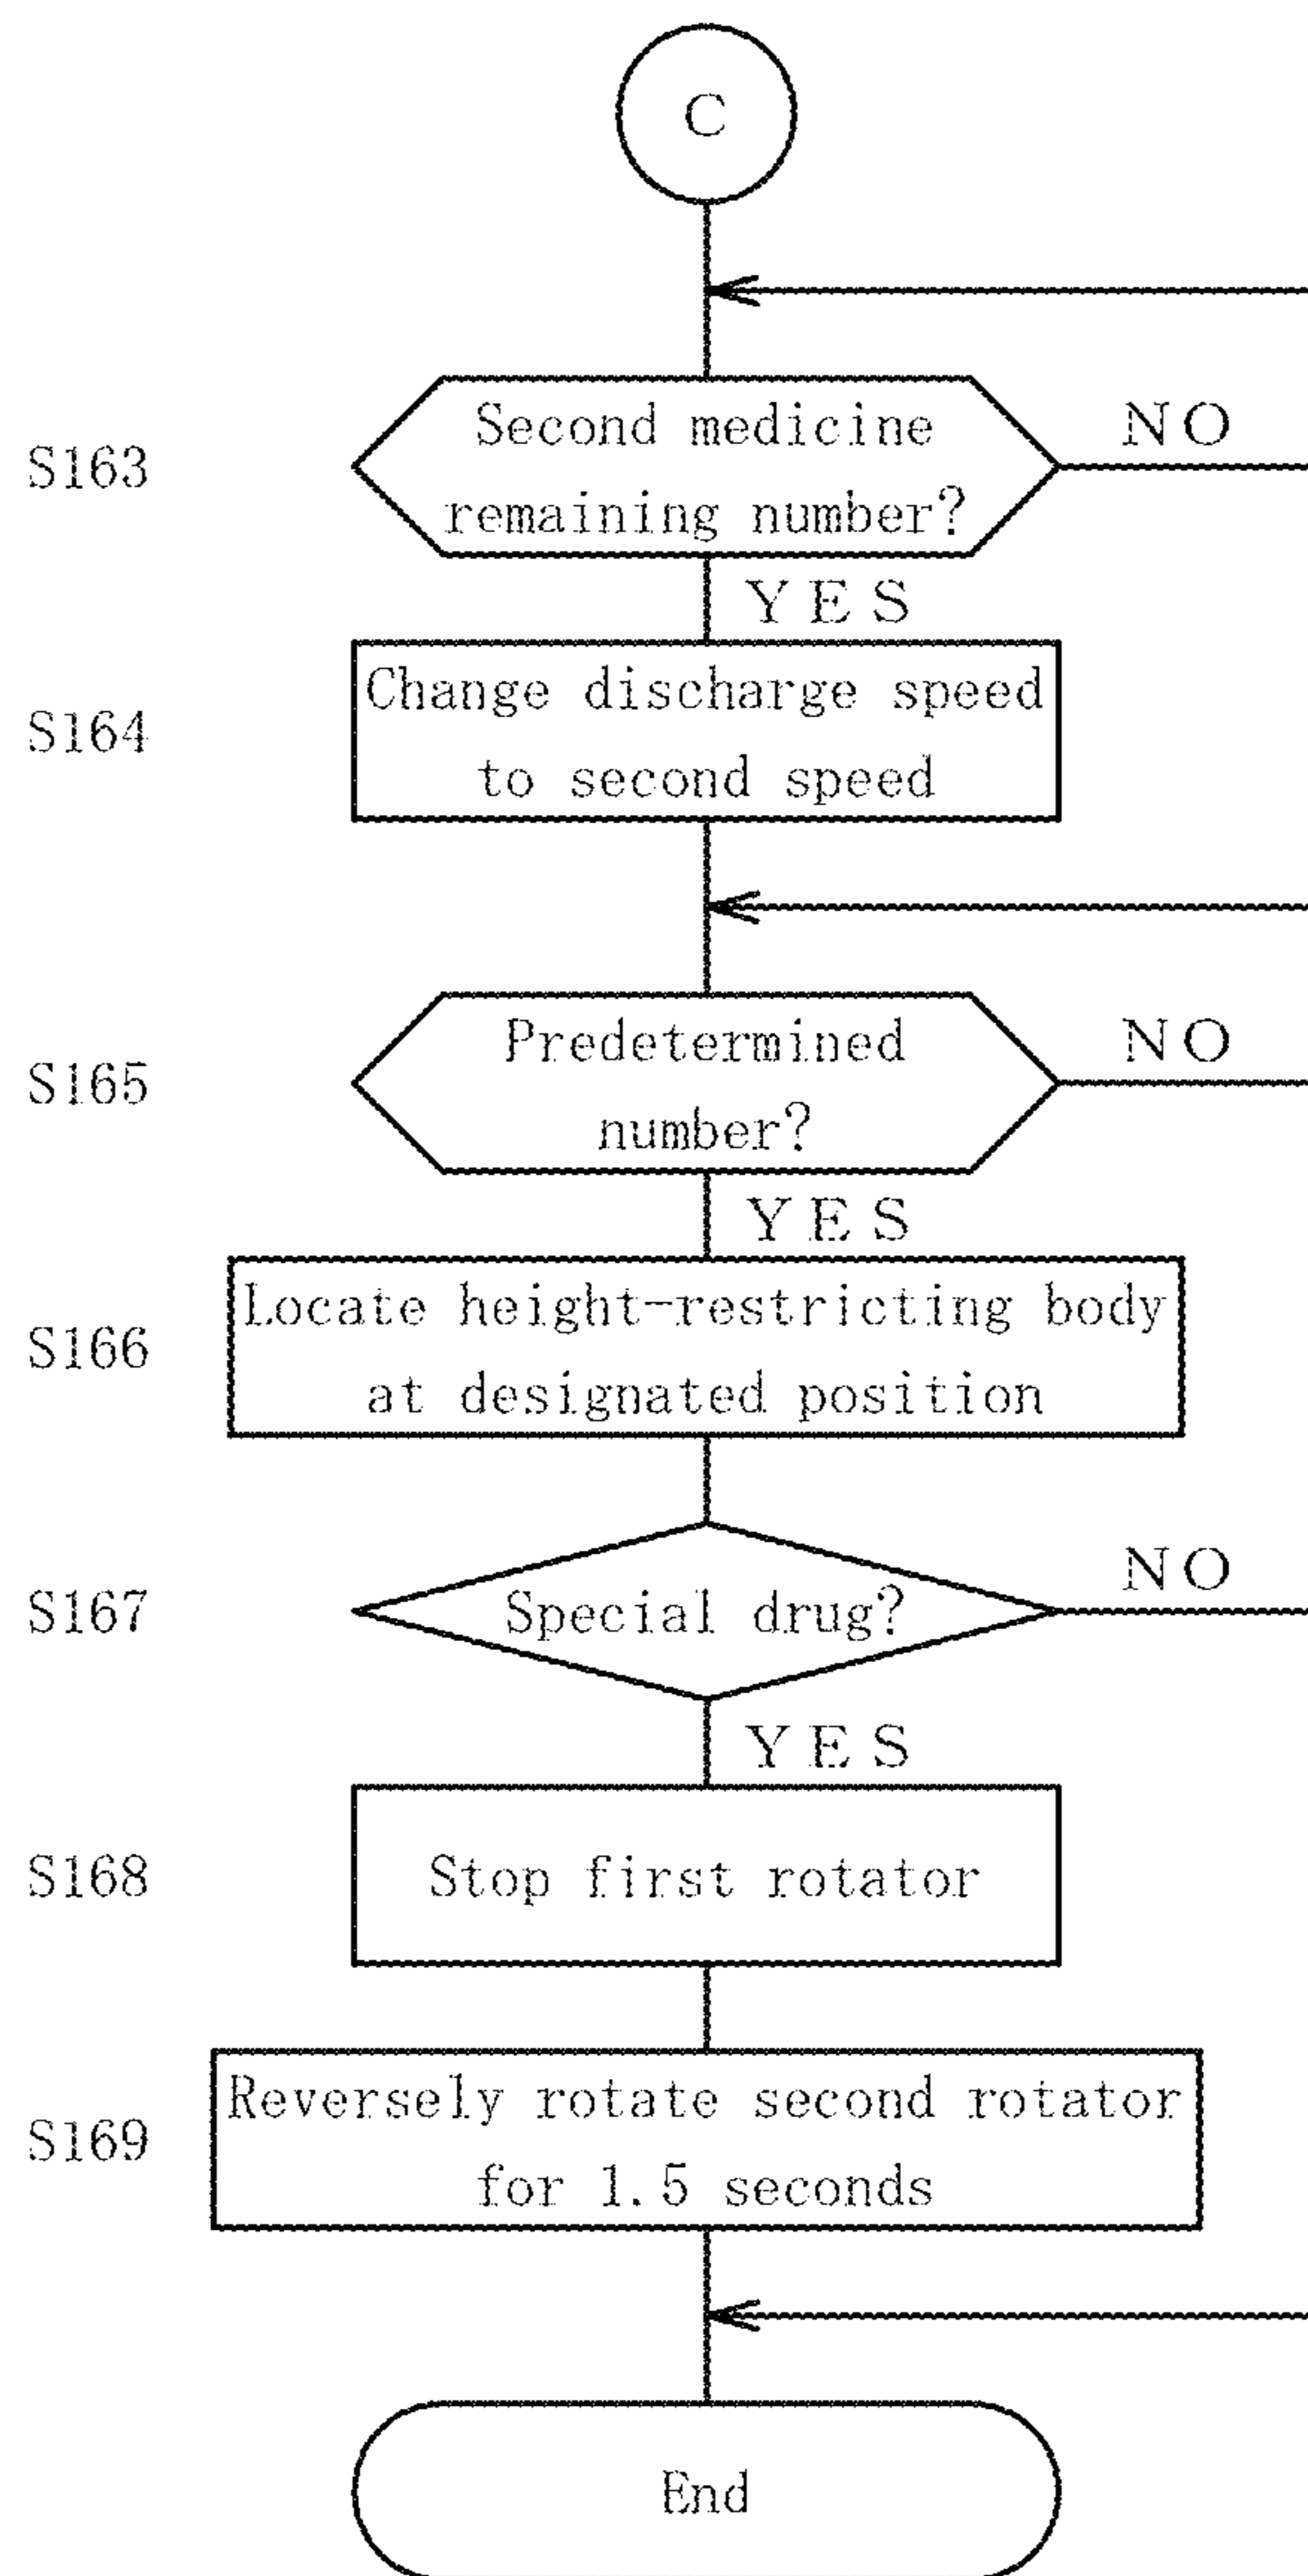 C
Second medicine
S163
NO
remaining number?
YES
Change discharge speed
S164
to second speed
Predetermined
S165
NO
number?
YES
Locate height-restricting body
S166
at designated position
NO
S167
Special drug?
YES
S168
Stop first rotator
Reversely rotate second rotator
S169
for 1.5 seconds
End